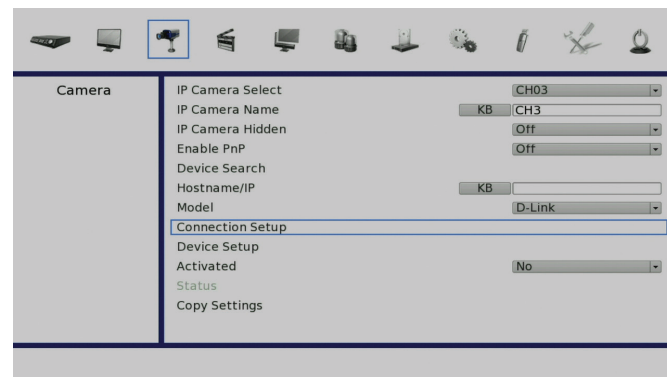 Camera
IP Camera Select CH03
IP Camera Name KB CH3
IP Camera Hidden Off
Enable PnP Off
Device Search
Hostname/IP KB
Model D-Link
Connection Setup
Device Setup
Activated No
Status
Copy Settings